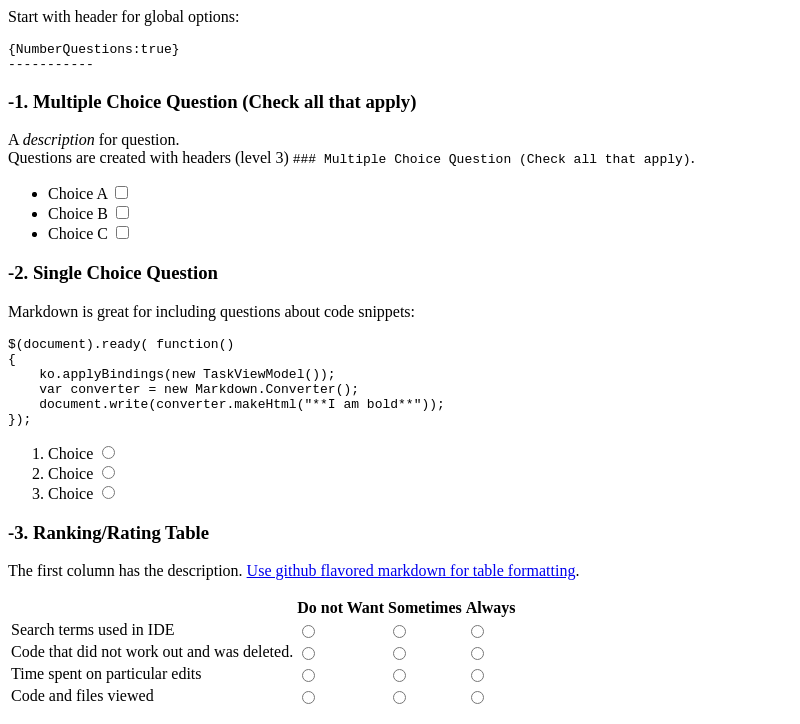 Start with header for global options:
{NumberQuestions:true}
-----------
-1. Multiple Choice Question (Check all that apply)
A description for question.
Questions are created with headers (level 3) ### Multiple Choice Question (Check all that apply).
Choice A
Choice B
Choice C
-2. Single Choice Question
Markdown is great for including questions about code snippets:
$(document).ready( function()
{
    ko.applyBindings(new TaskViewModel());
    var converter = new Markdown.Converter();
    document.write(converter.makeHtml("**I am bold**"));
});
1. Choice
2. Choice
3. Choice
-3. Ranking/Rating Table
The first column has the description. Use github flavored markdown for table formatting.
Do not Want Sometimes Always
Search terms used in IDE
Code that did not work out and was deleted.
Time spent on particular edits
Code and files viewed